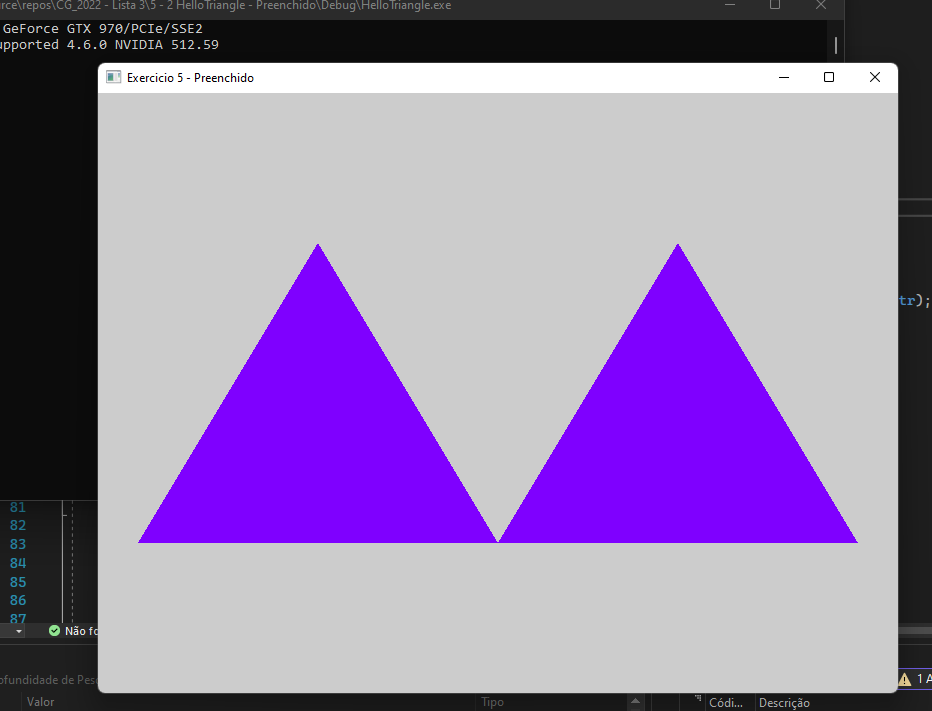 rce\repos\CG_2022 - Lista 3\5 - 2 HelloTriangle - Preenchido\Debug\HelloTriangle.exe
GeForce GTX 970/PCIe/SSE2
upported 4.6.0 NVIDIA 512.59
Exercicio 5 - Preenchido
tr);
81
82
83
84
85
86
87
Não fo
1 A
ofundidade de Pes
Valor
Tipo
Códi...
Descrição